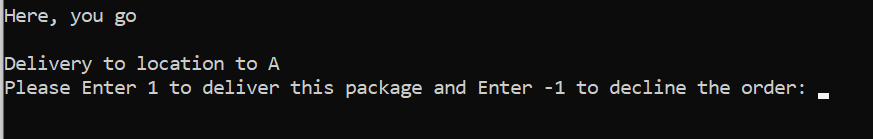 Here, you go
Delivery to location to A
Please Enter 1 to deliver this package and Enter -1 to decline the order: